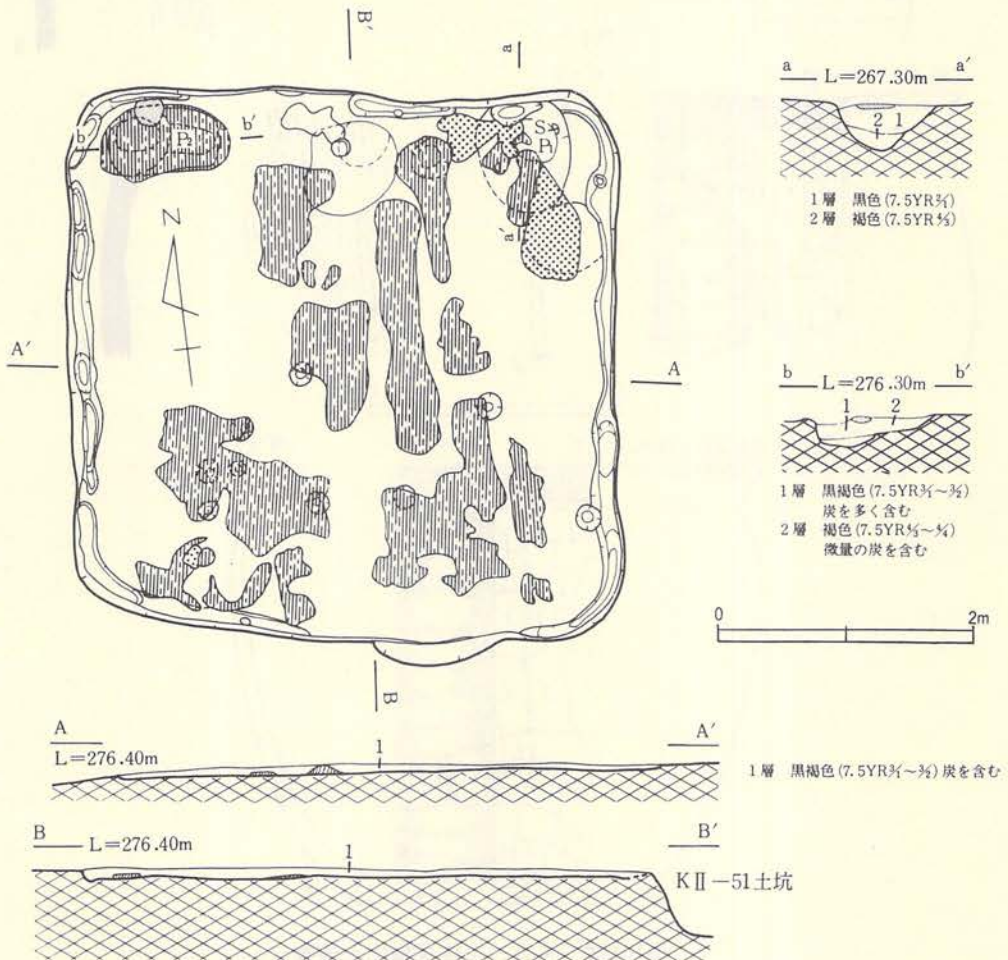 B′
a
a a′
L=267.30m
2 1
1層 黒色(7.5YR2/1)
2層 褐色(7.5YR4/3)
b P₂ b′
S P₁
a′
N
A′ A
b b′
L=276.30m
1 2
1層 黒褐色(7.5YR3/1~3/2)
炭を多く含む
2層 褐色(7.5YR4/3~4/4)
微量の炭を含む
0 2m
B
A A′
L=276.40m
1
1層 黒褐色(7.5YR3/1~3/2)炭を含む
B B′
L=276.40m
1
KⅡ-51土坑